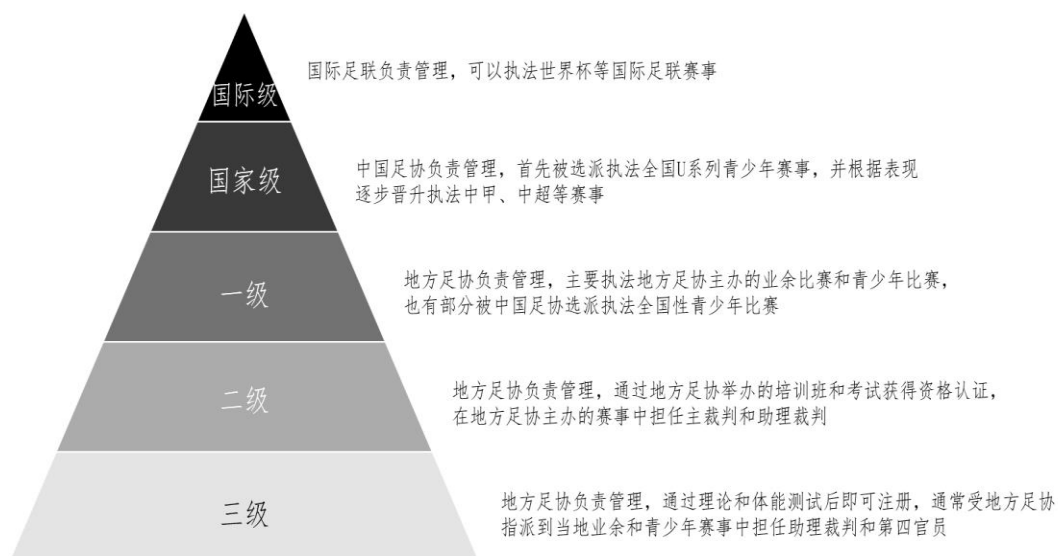 国际级
国际足联负责管理，可以执法世界杯等国际足联赛事
国家级
中国足协负责管理，首先被选派执法全国U系列青少年赛事，并根据表现
逐步晋升执法中甲、中超等赛事
一级
地方足协负责管理，主要执法地方足协主办的业余比赛和青少年比赛，
也有部分被中国足协选派执法全国性青少年比赛
二级
地方足协负责管理，通过地方足协举办的培训班和考试获得资格认证，
在地方足协主办的赛事中担任主裁判和助理裁判
三级
地方足协负责管理，通过理论和体能测试后即可注册，通常受地方足协
指派到当地业余和青少年赛事中担任助理裁判和第四官员